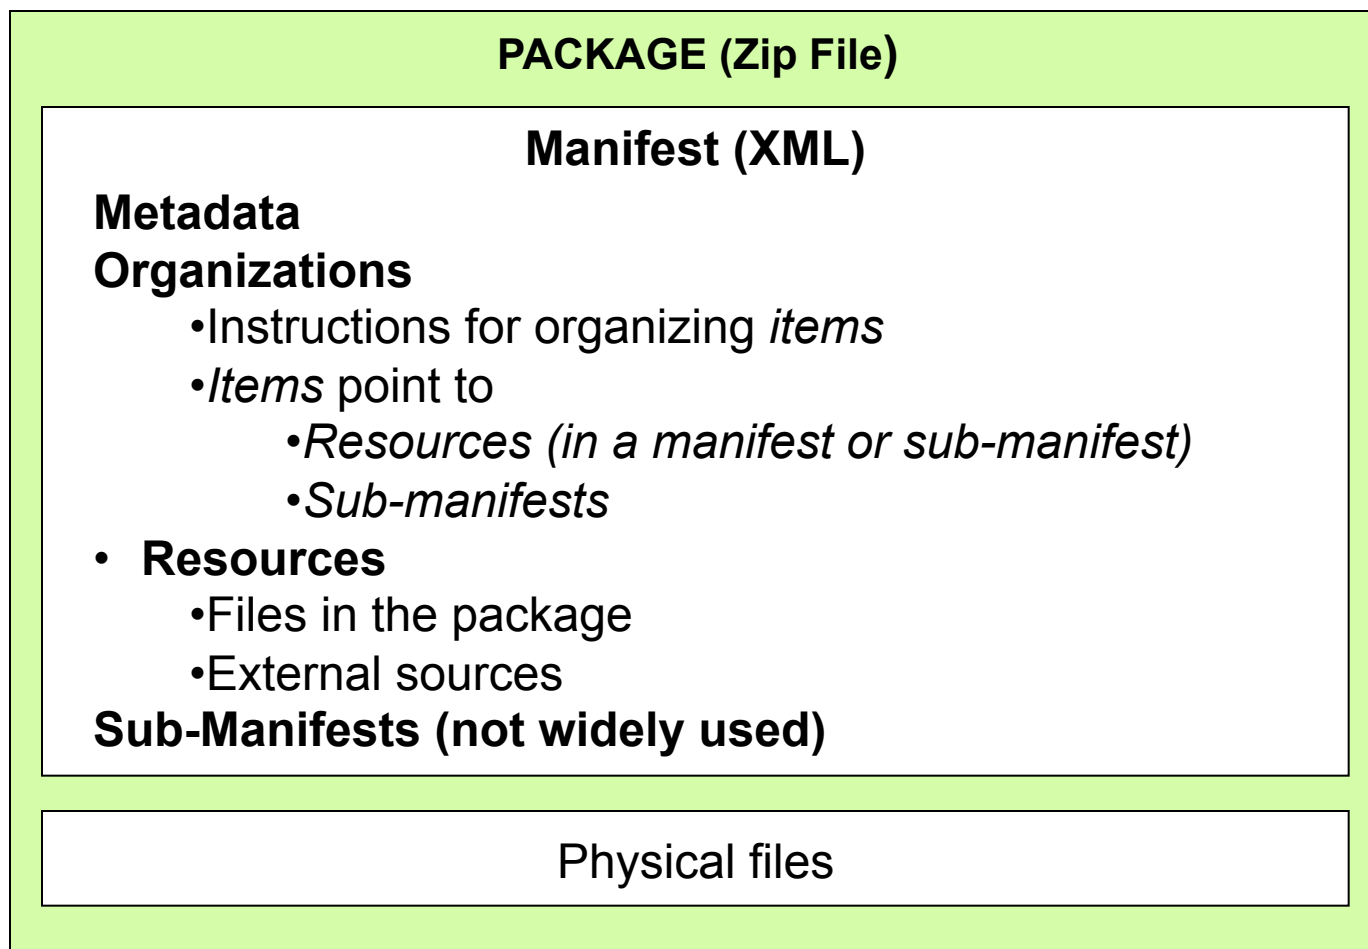 PACKAGE (Zip File)
Manifest (XML)
Metadata
Organizations
•Instructions for organizing items
•Items point to
•Resources (in a manifest or sub-manifest)
•Sub-manifests
• Resources
•Files in the package
•External sources
Sub-Manifests (not widely used)
Physical files